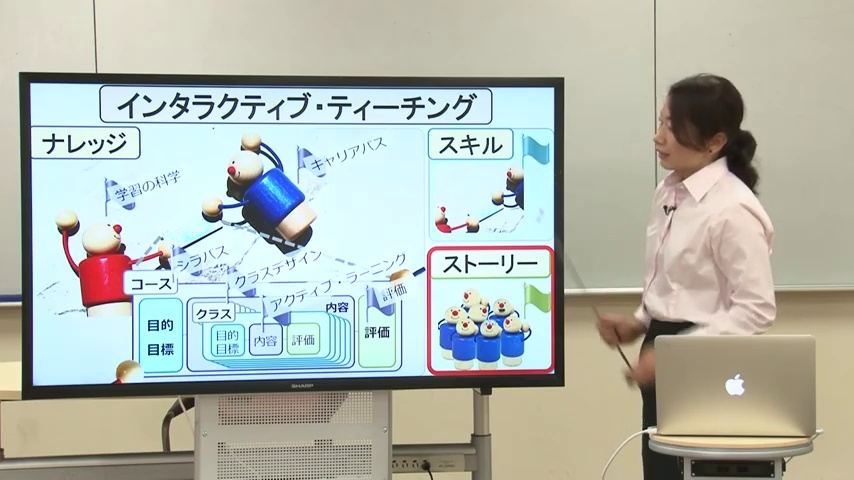 インタラクティブ・ティーチング
ナレッジ
スキル
キャリアパス
学習の科学
シラバス
クラスデザイン
アクティブ・ラーニング
評価
ストーリー
コース
目的
目標
クラス
内容
目的
目標
内容
評価
評価
SHARP